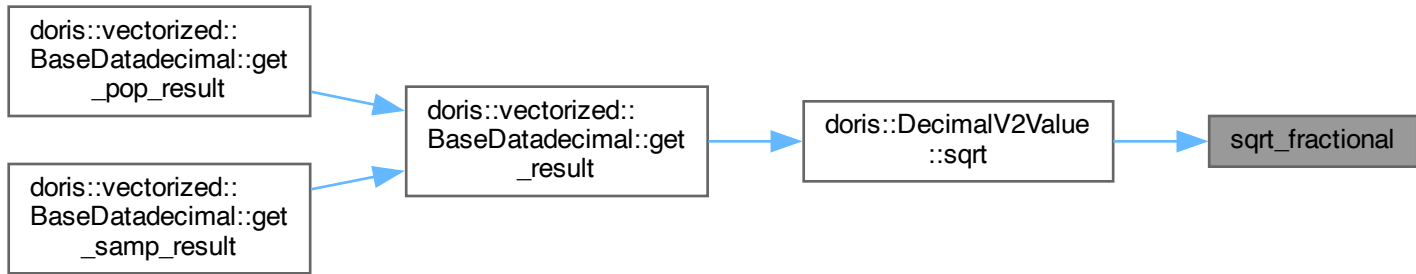 doris::vectorized::
BaseDatadecimal::get
_pop_result
doris::vectorized::
BaseDatadecimal::get
_samp_result
doris::vectorized::
BaseDatadecimal::get
_result
doris::DecimalV2Value
::sqrt
sqrt_fractional